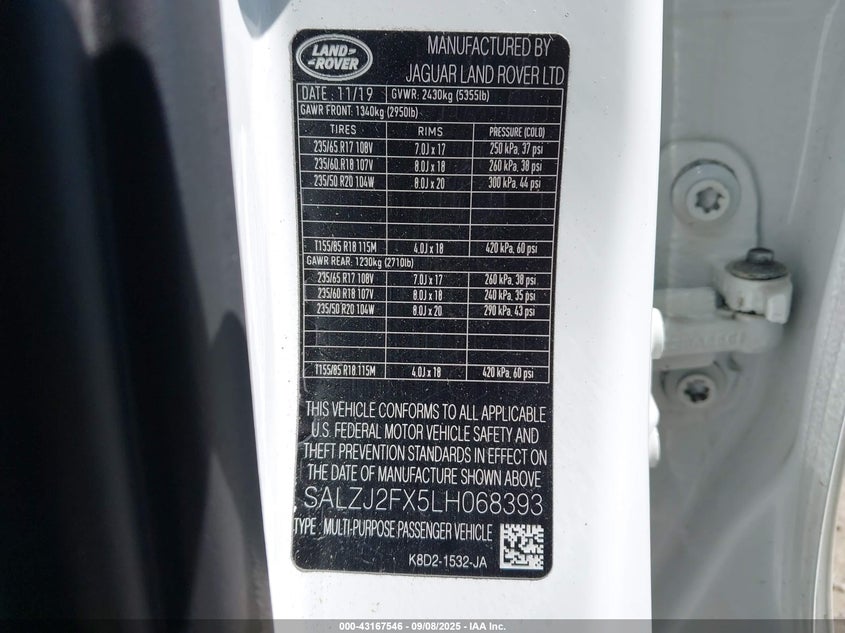 LAND-
-ROVER
MANUFACTURED BY
JAGUAR LAND ROVER LTD
DATE : 11/19 GVWR: 2430kg (5355lb)
GAWR FRONT: 1340kg (2950lb)
TIRES RIMS PRESSURE (COLD)
235/65 R17 108V 7.0J x 17 250 kPa, 37 psi
235/60 R18 107V 8.0J x 18 260 kPa, 38 psi
235/50 R20 104W 8.0J x 20 300 kPa, 44 psi
T155/85 R18 115M 4.0J x 18 420 kPa, 60 psi
GAWR REAR: 1230kg (2710lb)
235/65 R17 108V 7.0J x 17 260 kPa, 38 psi
235/60 R18 107V 8.0J x 18 240 kPa, 35 psi
235/50 R20 104W 8.0J x 20 290 kPa, 43 psi
T155/85 R18 115M 4.0J x 18 420 kPa, 60 psi
THIS VEHICLE CONFORMS TO ALL APPLICABLE
U.S. FEDERAL MOTOR VEHICLE SAFETY AND
THEFT PREVENTION STANDARDS IN EFFECT ON
THE DATE OF MANUFACTURE SHOWN ABOVE
SALZJ2FX5LH068393
TYPE : MULTI-PURPOSE PASSENGER VEHICLE
K8D2-1532-JA
000-43167546 - 09/08/2025 - IAA Inc.